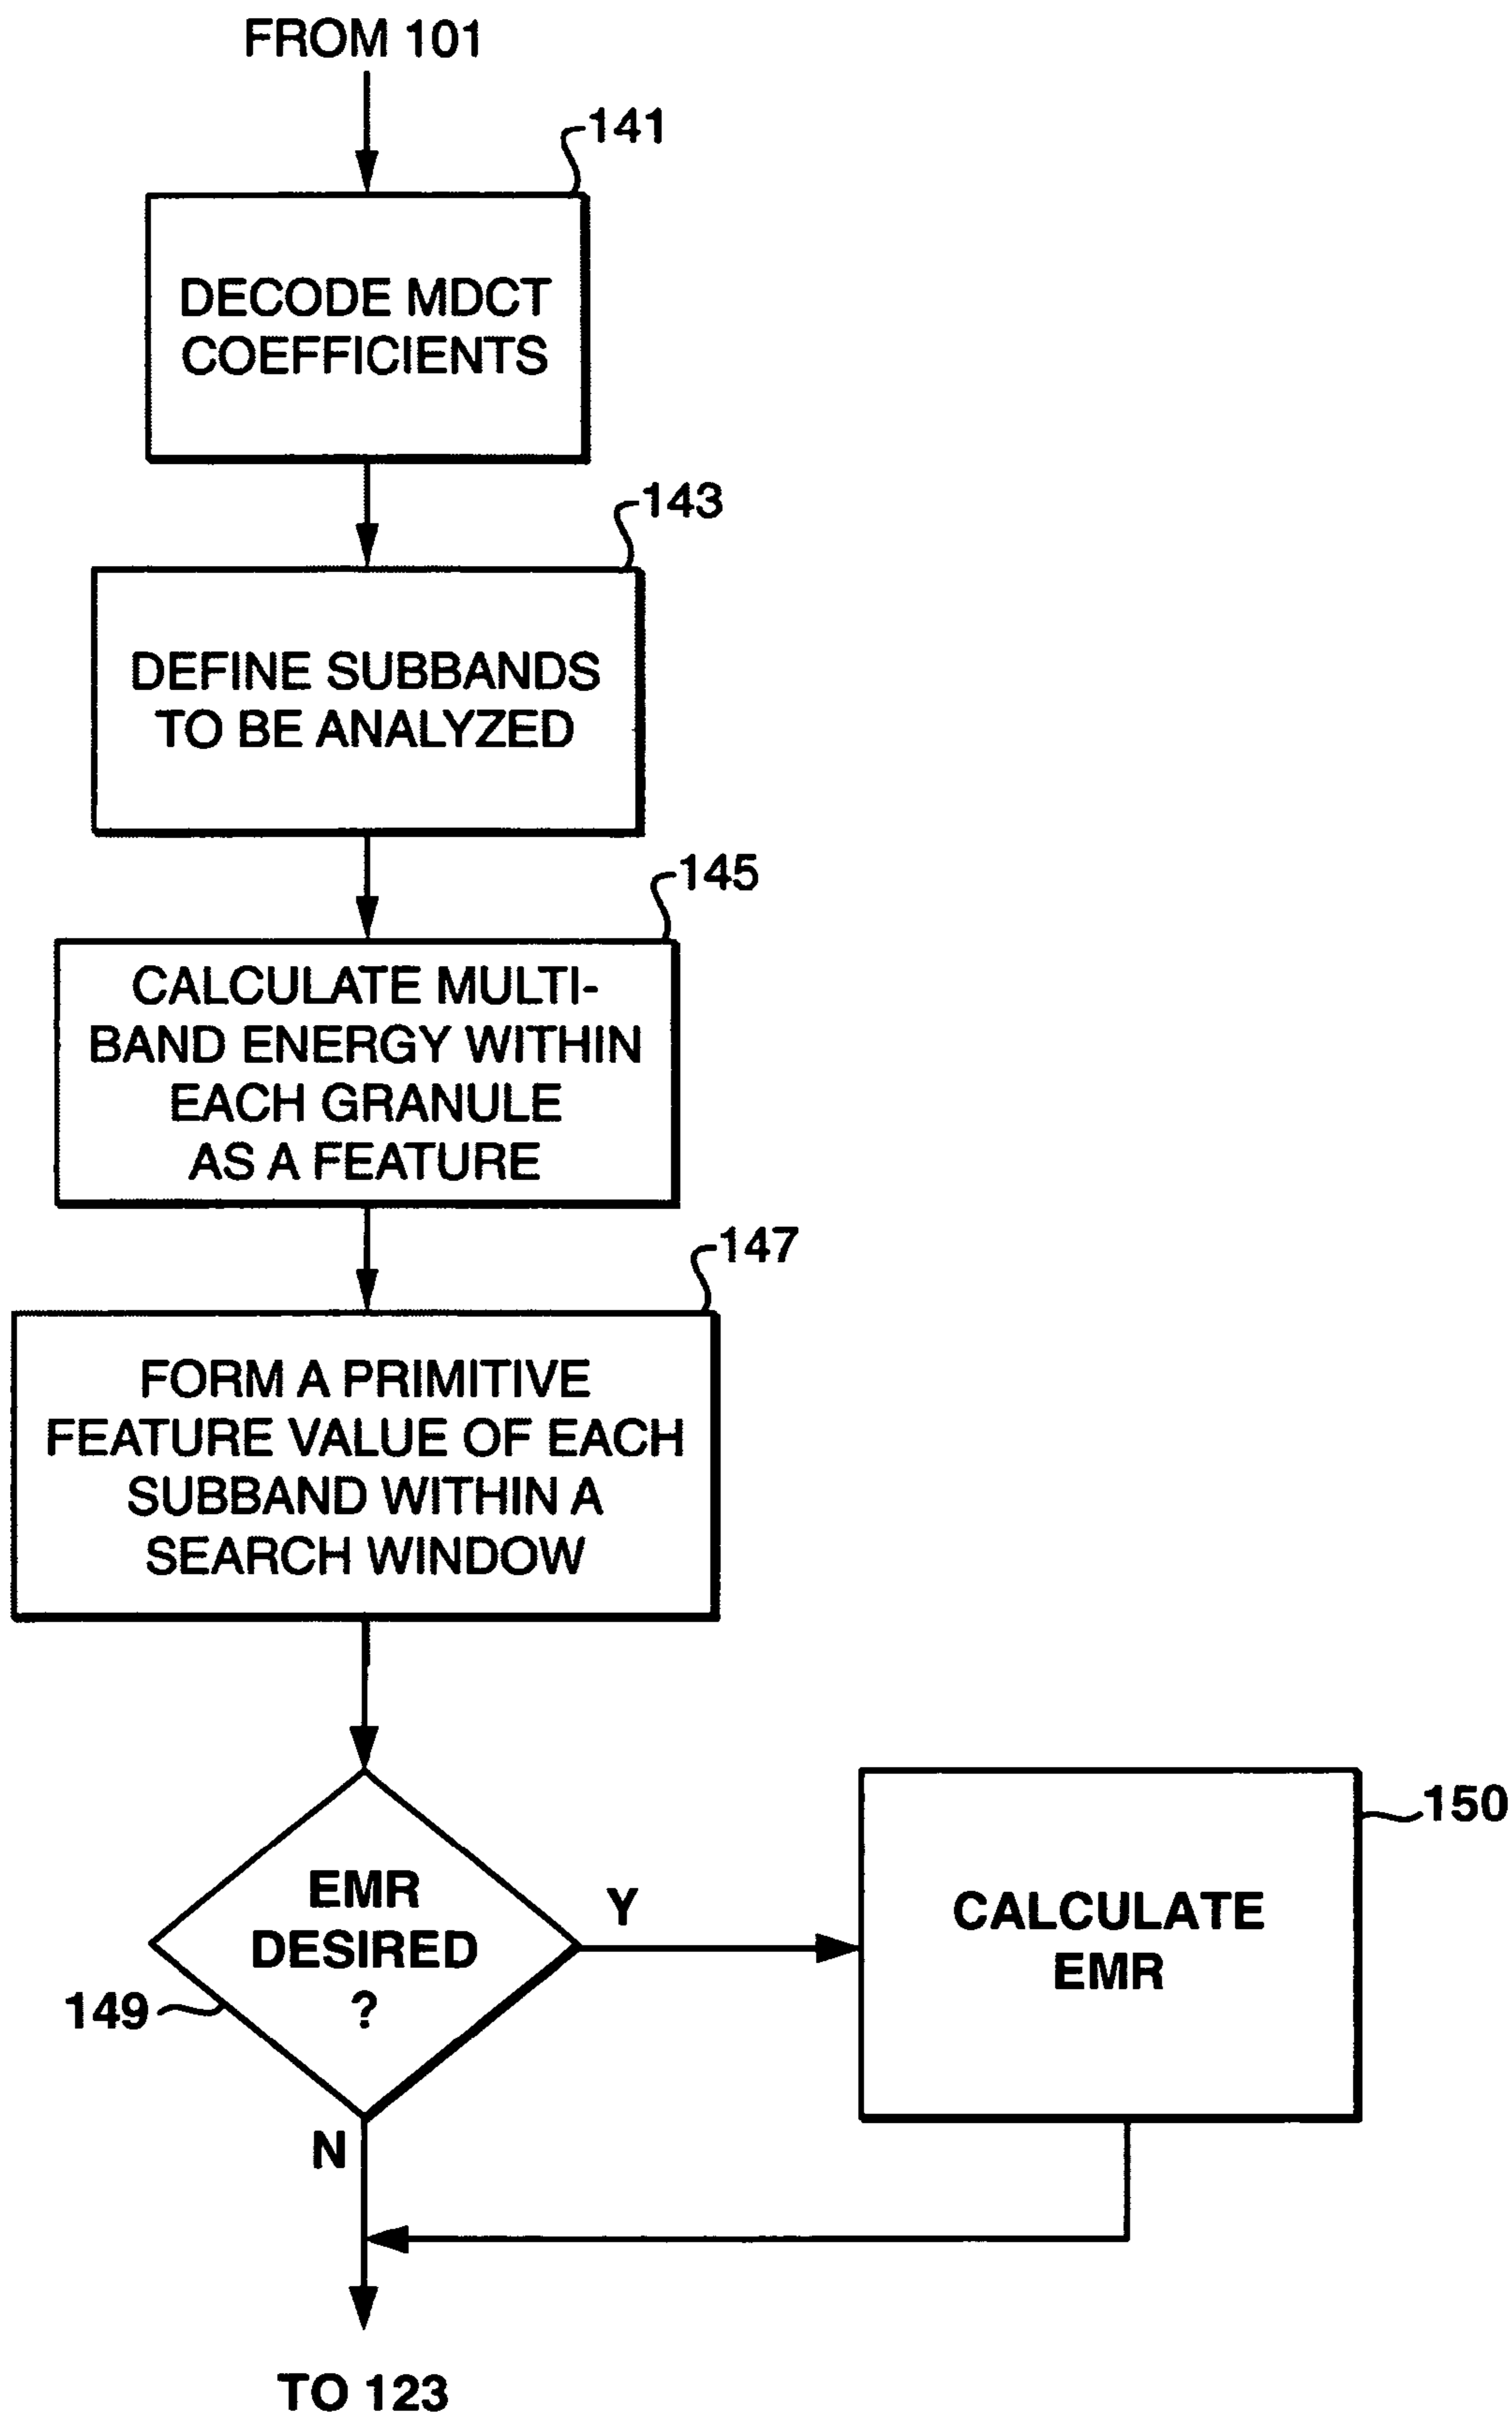 FROM 101
141
DECODE MDCT
COEFFICIENTS
143
DEFINE SUBBANDS
TO BE ANALYZED
145
CALCULATE MULTI-
BAND ENERGY WITHIN
EACH GRANULE
AS A FEATURE
147
FORM A PRIMITIVE
FEATURE VALUE OF EACH
SUBBAND WITHIN A
SEARCH WINDOW
EMR
DESIRED
?
149
Y
N
150
CALCULATE
EMR
TO 123